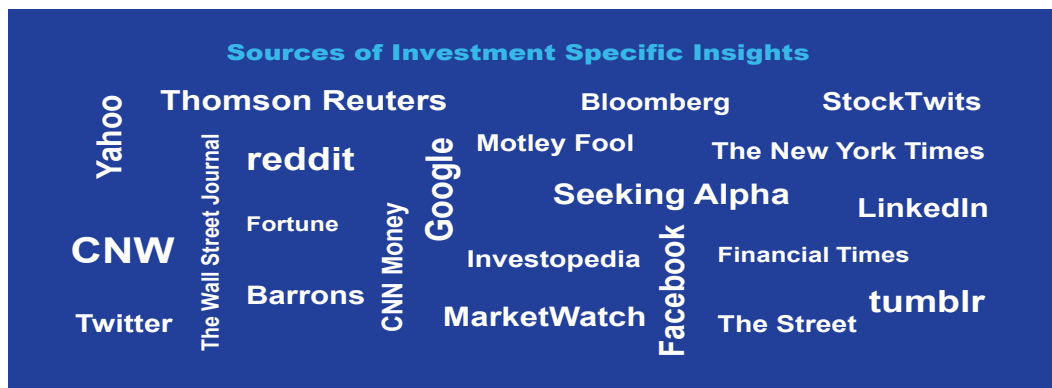 Sources of Investment Specific Insights
Yahoo
Thomson Reuters
Bloomberg
StockTwits
The Wall Street Journal
reddit
Google
Motley Fool
The New York Times
Seeking Alpha
LinkedIn
Fortune
CNW
CNN Money
Investopedia
Facebook
Financial Times
Barrons
Twitter
MarketWatch
The Street
tumblr